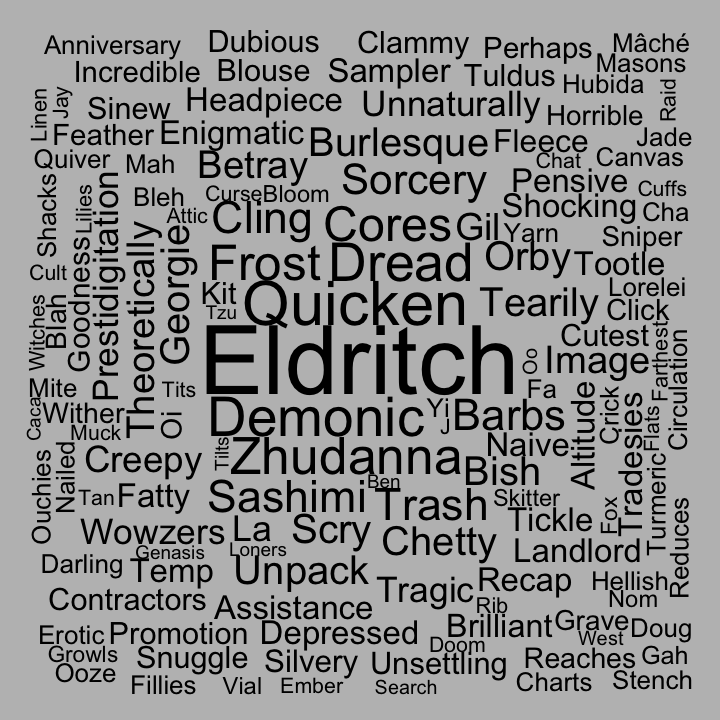 Anniversary Dubious Clammy Perhaps Mâché
Incredible Blouse Sampler Tuldus Masons
Hubida
Linen Jay Sinew Headpiece Unnaturally Horrible Raid
Feather Enigmatic Burlesque Fleece Jade
Quiver Mah Betray Chat Canvas
Sorcery Pensive Cuffs
Shacks Lilies Bleh CurseBloom Shocking Cha
Attic Cling Cores Gil Yarn Sniper
Goodness Prestidigitation Theoretically Georgie
Cult Frost Dread Orby Tootle
Witches Blah Kit Quicken Tearily Lorelei
Tzu Click
Eldritch Oo Cutest Farthest Circulation
Image
Mite Tits Fa
Caca Wither Oi Demonic Yi J Barbs Altitude Crick Tradesies Flats
Muck Naive
Ouchies Nailed Creepy Tilts Zhudanna Bish Turmeric
Tan Fatty Sashimi Ben Trash Skitter Fox Reduces
Wowzers La Scry Chetty Tickle
Genasis Loners Landlord
Darling Temp Unpack Tragic Recap Hellish
Contractors Assistance Rib Nom
Erotic Promotion Depressed Brilliant Grave Doug
Doom West
Growls Snuggle Silvery Unsettling Reaches Gah
Ooze
Fillies Vial Ember Search Charts Stench